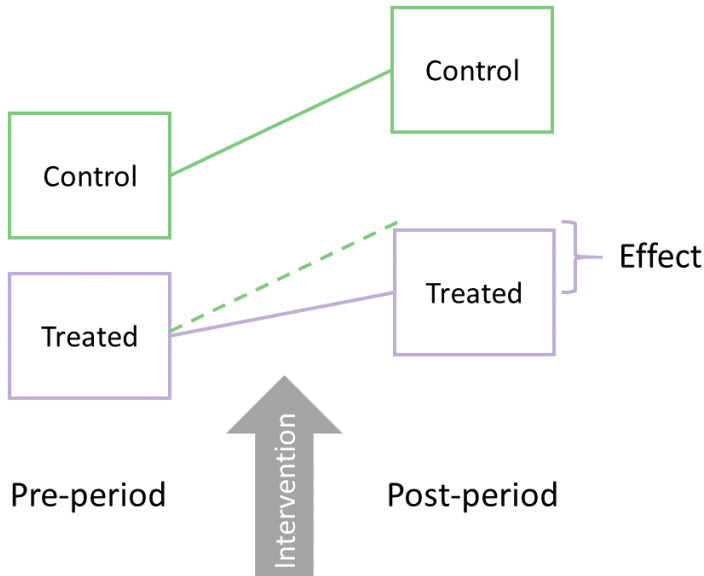 Control
Control
Treated
Treated
Effect
Pre-period
Intervention
Post-period